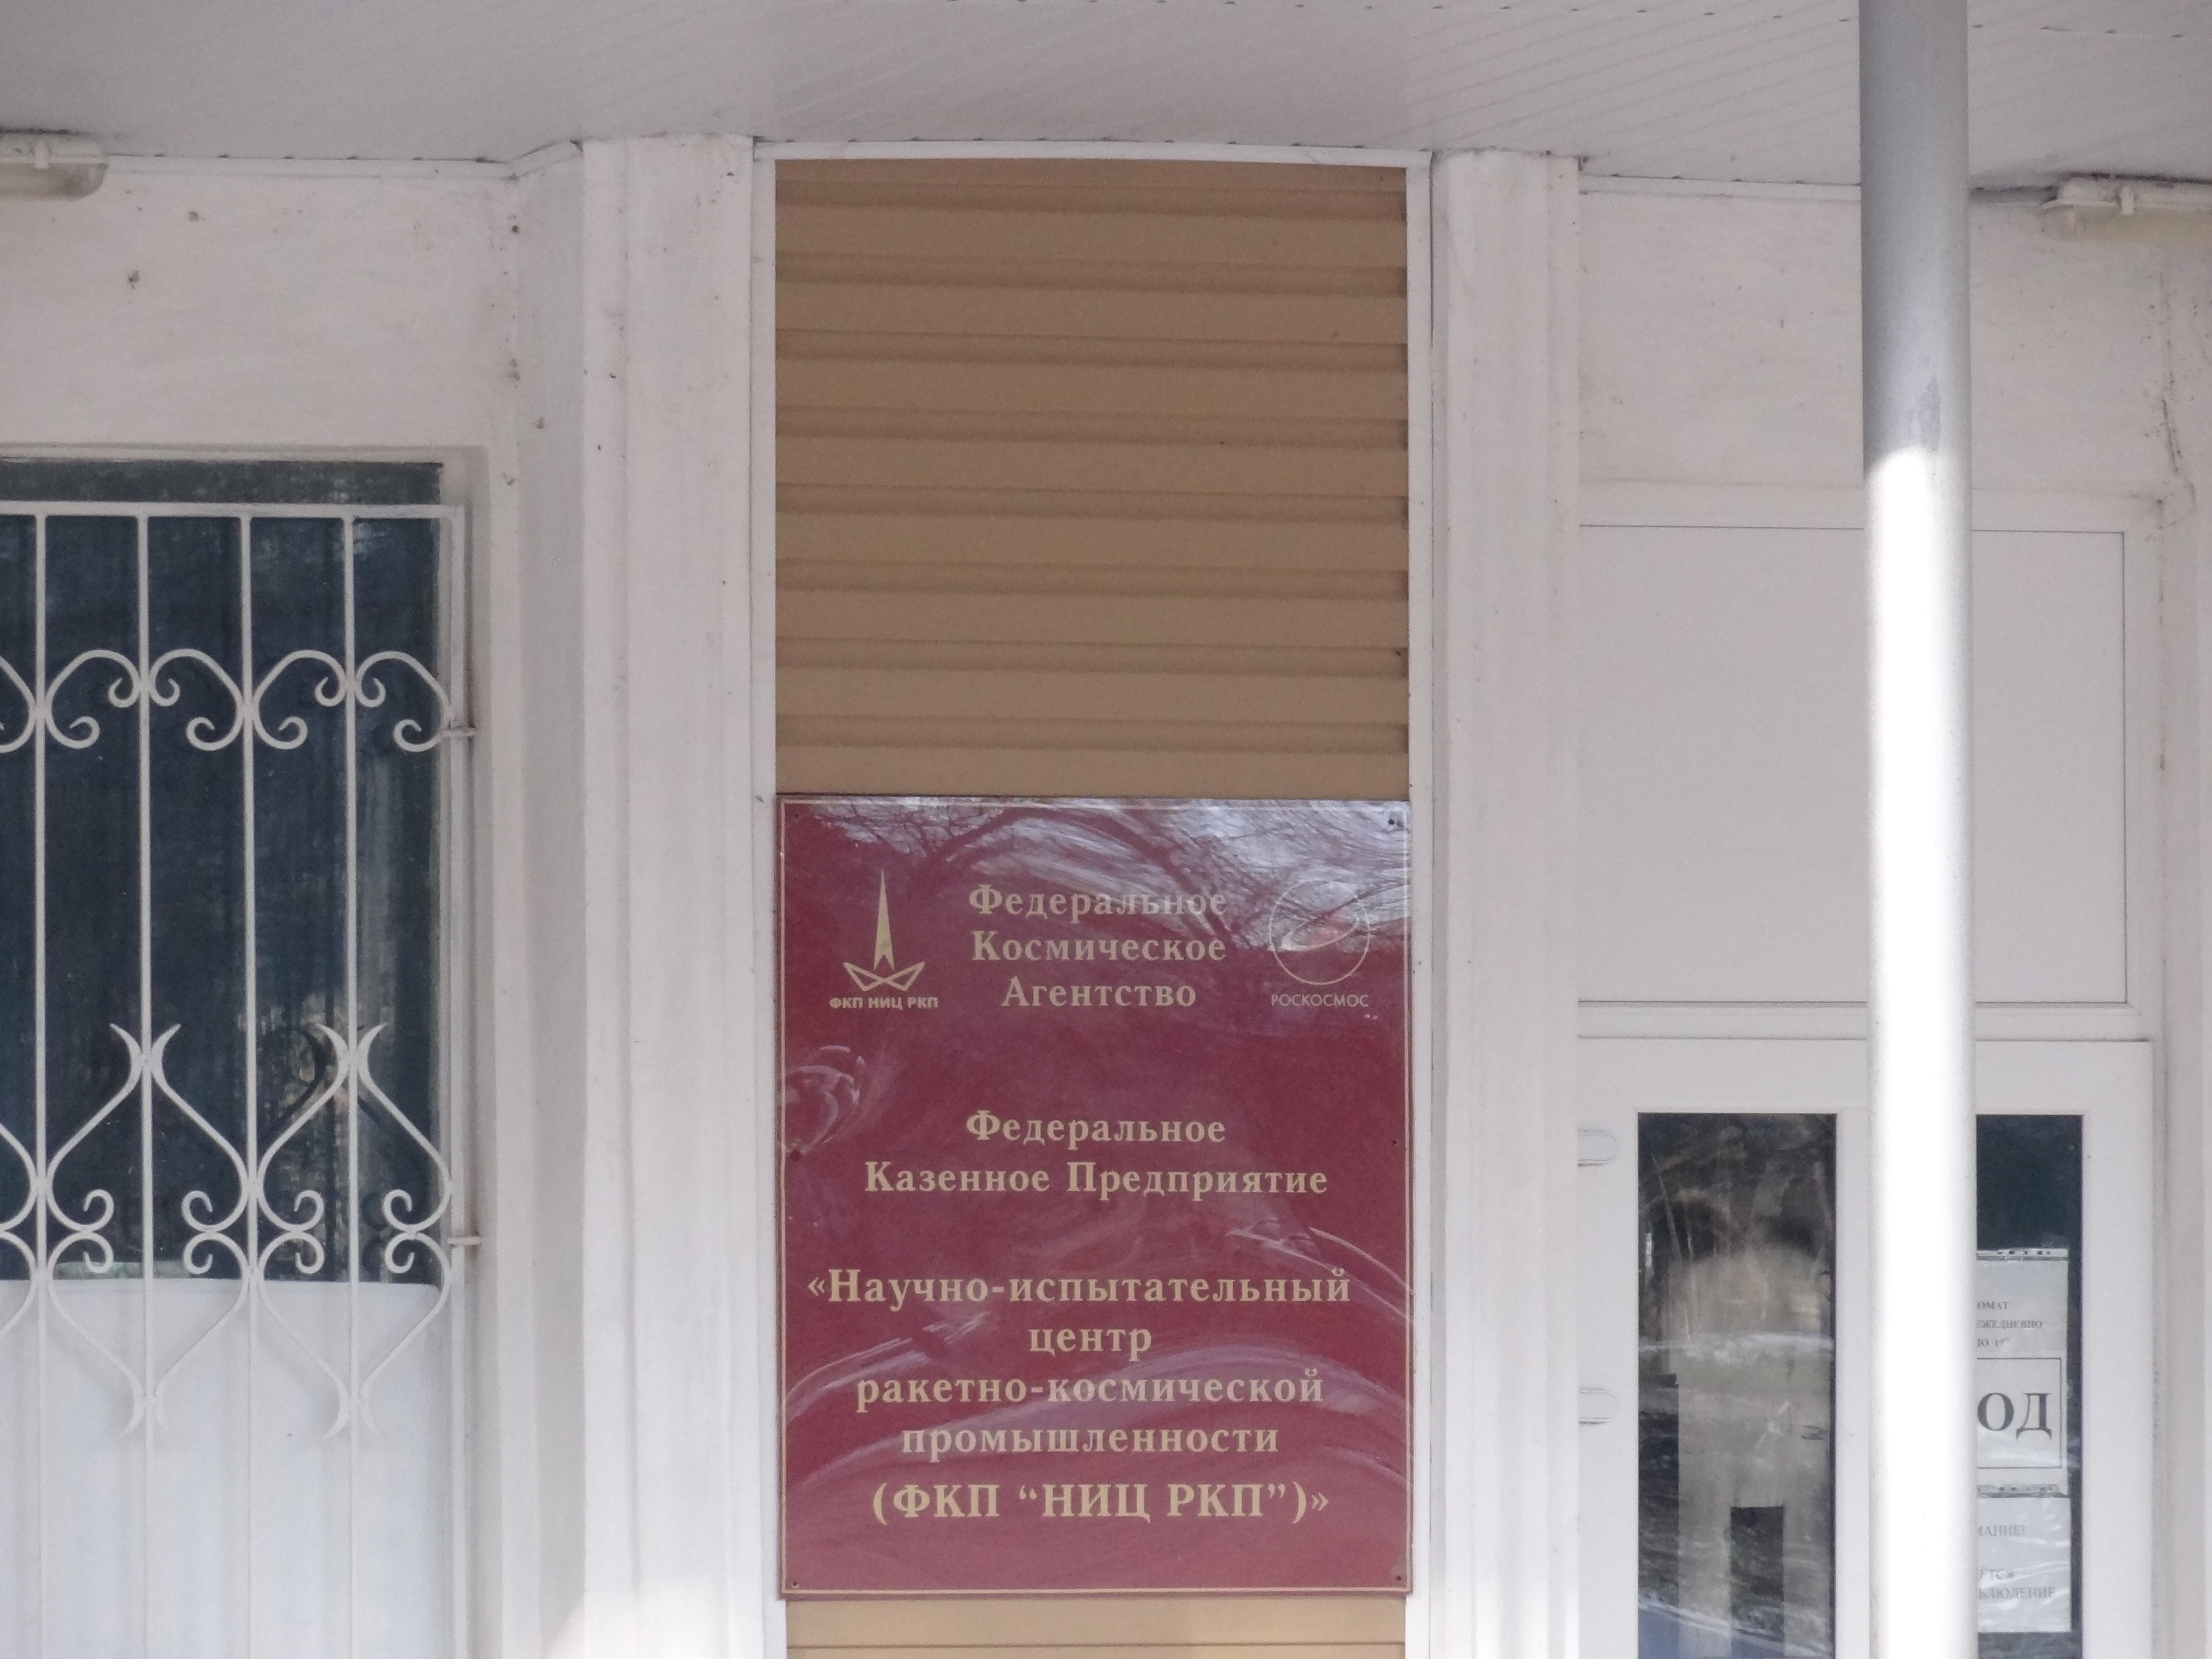 Федеральное
Космическое
Агентство
ФКП НИЦ РКП
РОСКОСМОС
Федеральное
Казенное Предприятие
«Научно-испытательный
центр
ракетно-космической
промышленности
(ФКП “НИЦ РКП”)»